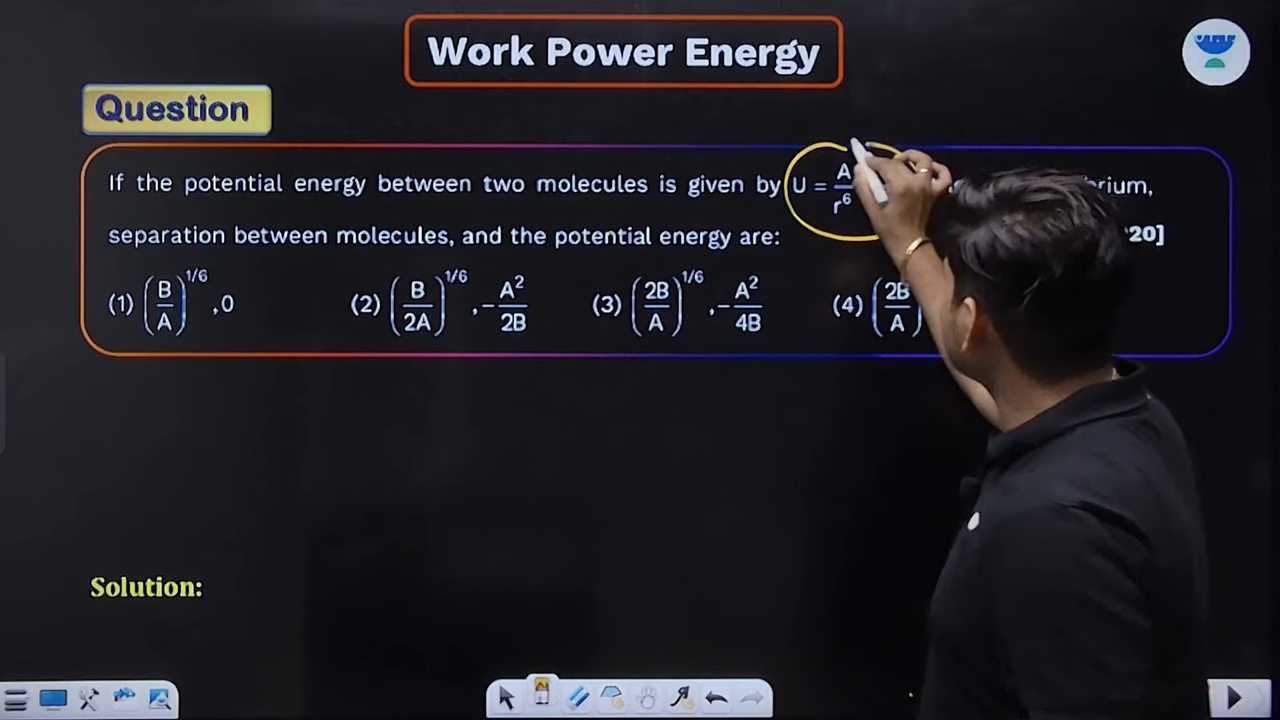 Work Power Energy
Question
If the potential energy between two molecules is given by U = A/r⁶
separation between molecules, and the potential energy are: 20]
(1) (B/A)^1/6 ,0 (2) (B/2A)^1/6 ,-A²/2B (3) (2B/A)^1/6 ,-A²/4B (4) (2B/A)
Solution: